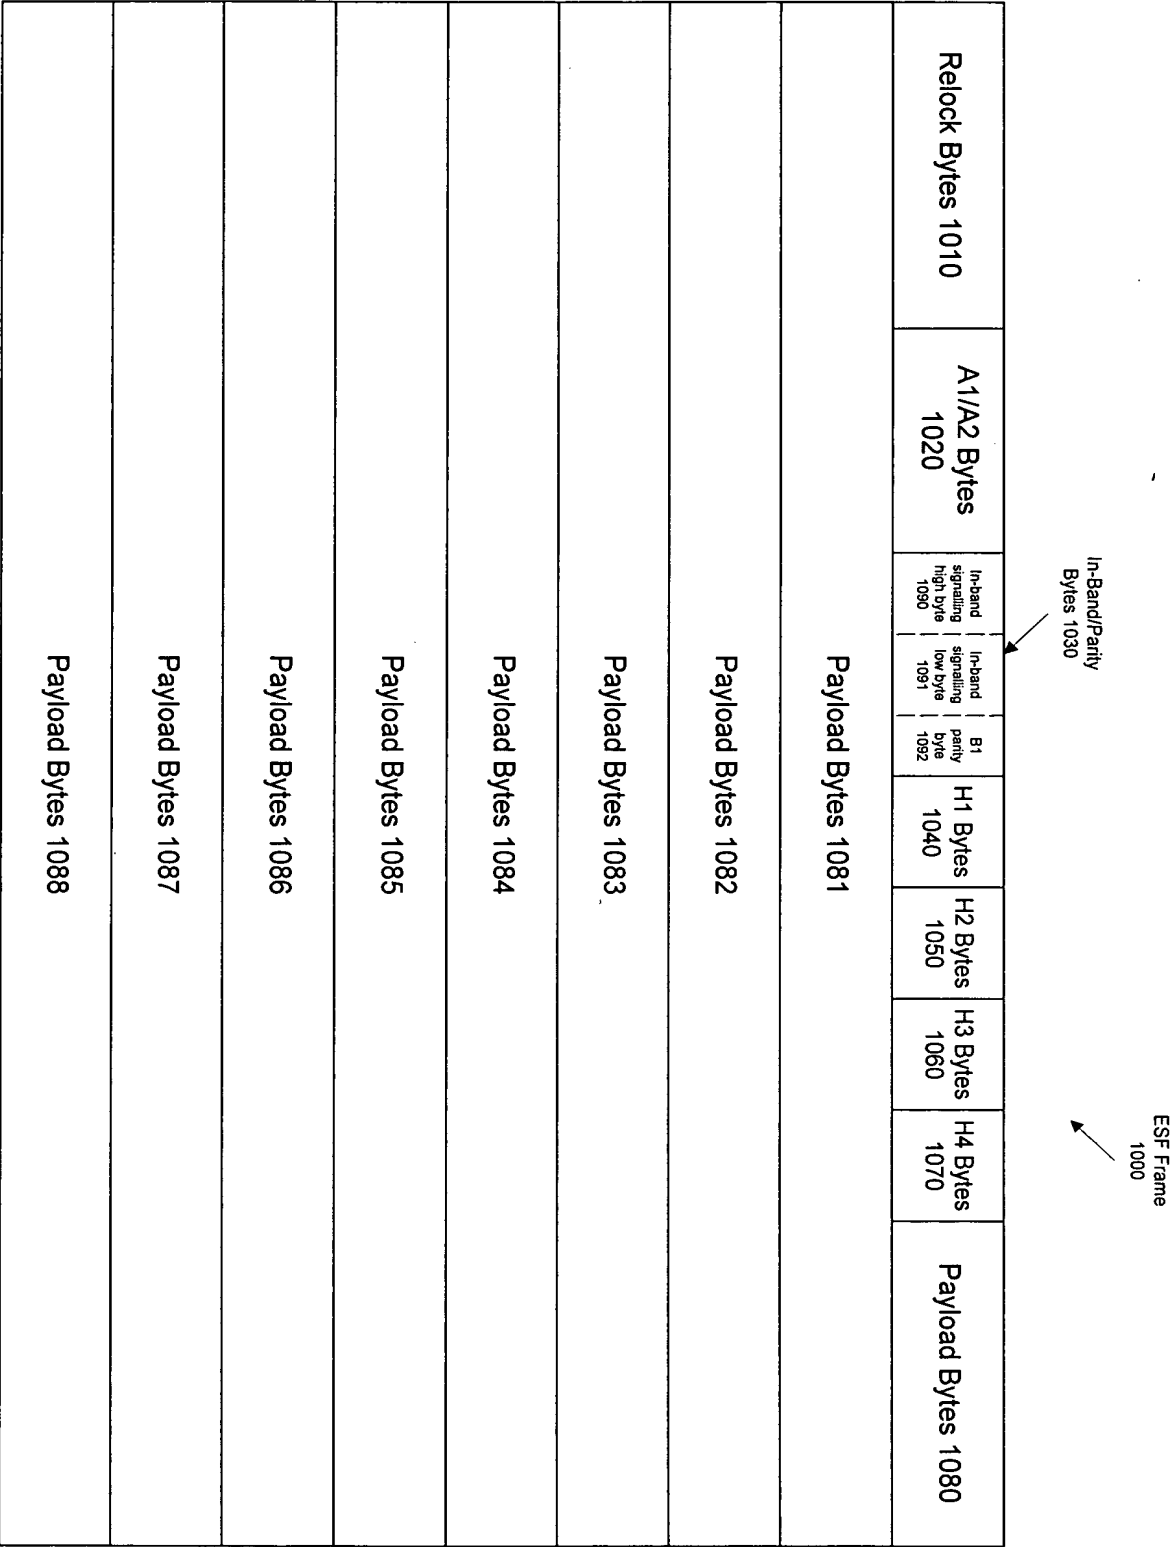 ESF Frame
1000
In-Band/Parity
Bytes 1030
Relock Bytes 1010
A1/A2 Bytes
1020
In-band
signalling
high byte
1090
In-band
signalling
low byte
1091
B1
parity
byte
1092
H1 Bytes
1040
H2 Bytes
1050
H3 Bytes
1060
H4 Bytes
1070
Payload Bytes 1080
Payload Bytes 1081
Payload Bytes 1082
Payload Bytes 1083
Payload Bytes 1084
Payload Bytes 1085
Payload Bytes 1086
Payload Bytes 1087
Payload Bytes 1088